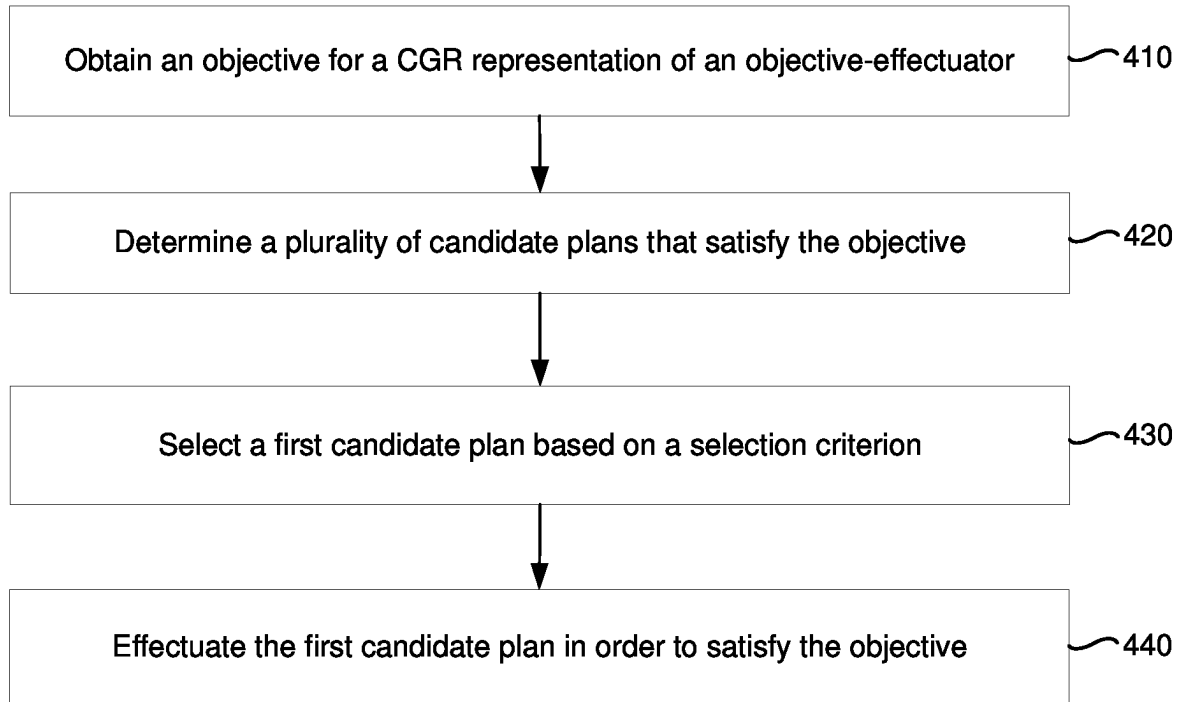 Obtain an objective for a CGR representation of an objective-effectuator 410
Determine a plurality of candidate plans that satisfy the objective 420
Select a first candidate plan based on a selection criterion 430
Effectuate the first candidate plan in order to satisfy the objective 440